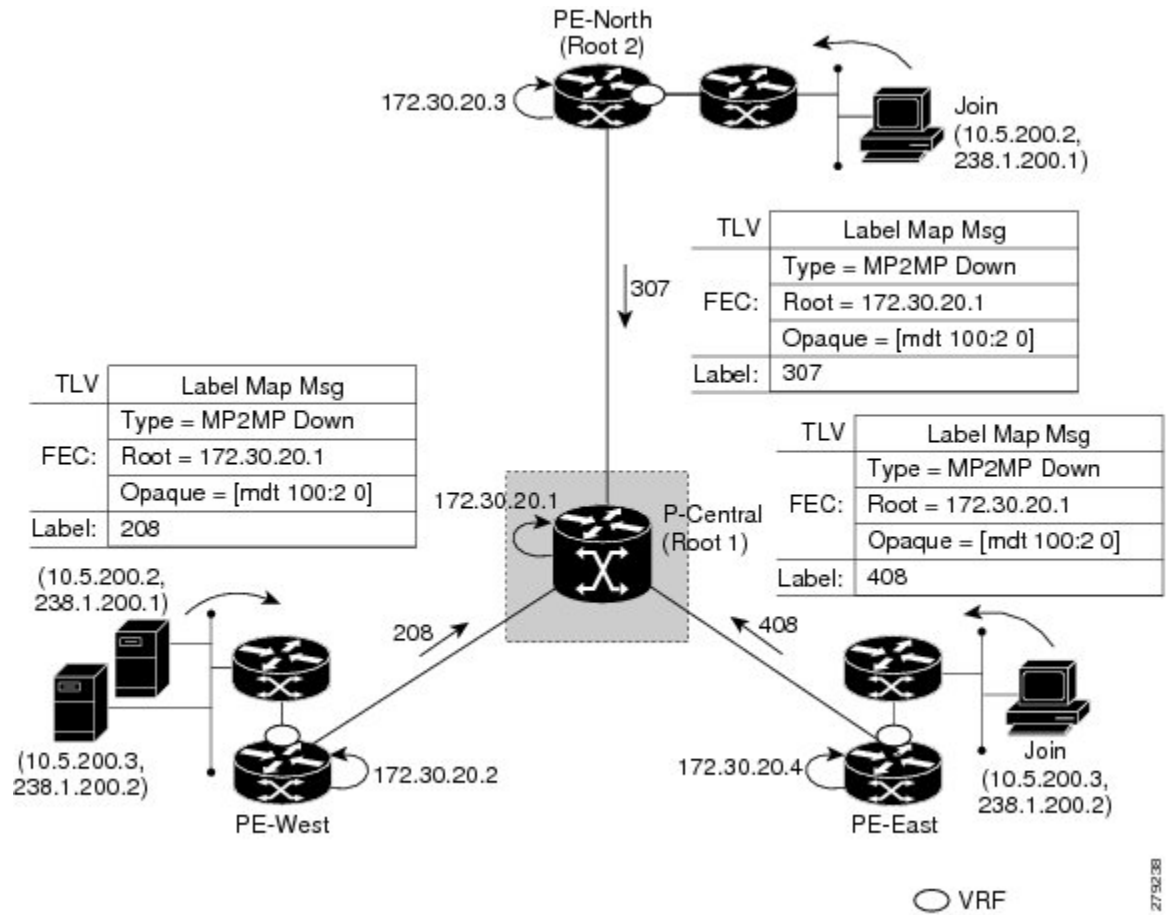 PE-North
(Root 2)
172.30.20.3
Join
(10.5.200.2,
238.1.200.1)
TLV Label Map Msg
Type = MP2MP Down
FEC: Root = 172.30.20.1
Opaque = [mdt 100:2 0]
Label: 307
307
TLV Label Map Msg
Type = MP2MP Down
FEC: Root = 172.30.20.1
Opaque = [mdt 100:2 0]
Label: 208
TLV Label Map Msg
Type = MP2MP Down
FEC: Root = 172.30.20.1
Opaque = [mdt 100:2 0]
Label: 408
172.30.20.1
P-Central
(Root 1)
(10.5.200.2,
238.1.200.1)
208
408
(10.5.200.3,
238.1.200.2)
172.30.20.2
PE-West
172.30.20.4
PE-East
Join
(10.5.200.3,
238.1.200.2)
VRF
279238